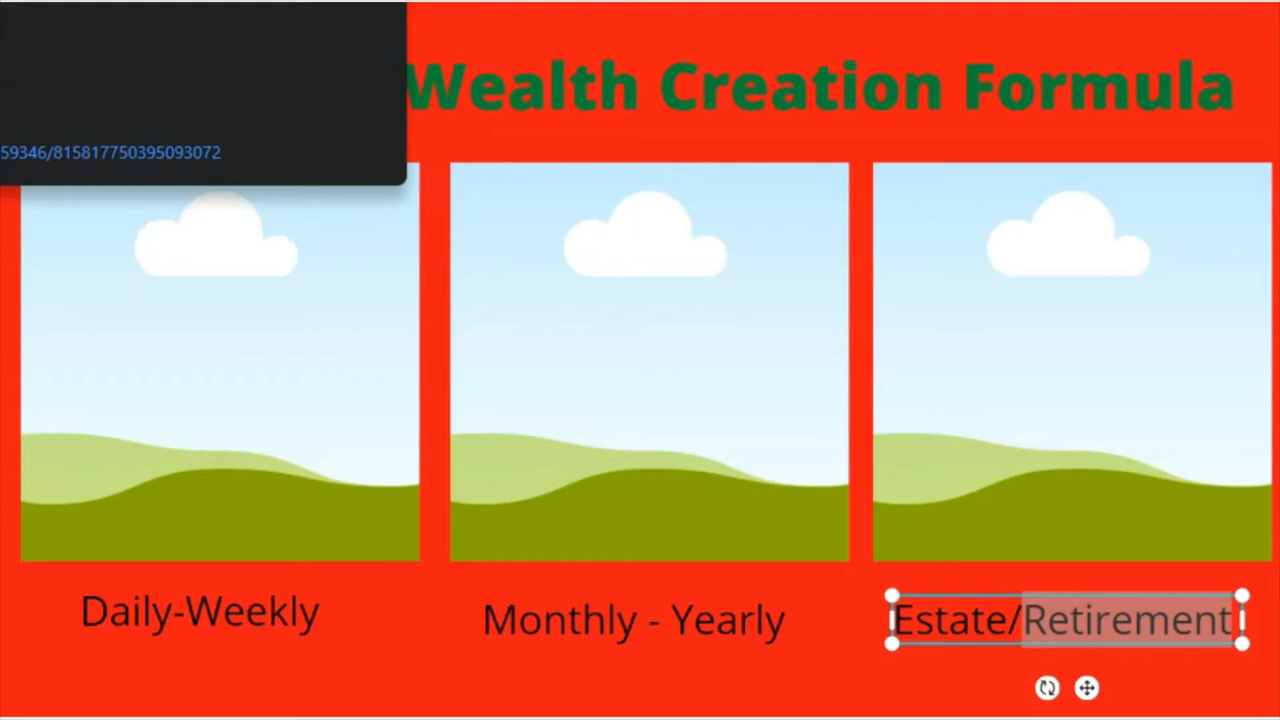 Wealth Creation Formula
59346/815817750395093072
Daily-Weekly
Monthly - Yearly
Estate/Retirement